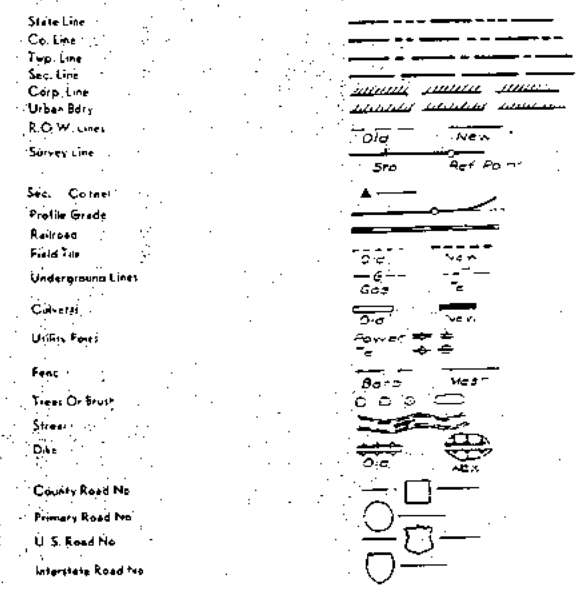 State Line
Co. Line
Twp. Line
Sec. Line
Corp. Line
Urban Bdry
R.O.W. Lines
Old New
Survey Line
Sta Ref Point
Sec. Corner
Profile Grade
Railroad
Field Tile
Old New
Underground Lines
G
Gas
Culvert
Old New
Utility Poles
Power
Fence
Trees Or Brush
Stream
Dike
Old
County Road No
Primary Road No
U.S. Road No
Interstate Road No